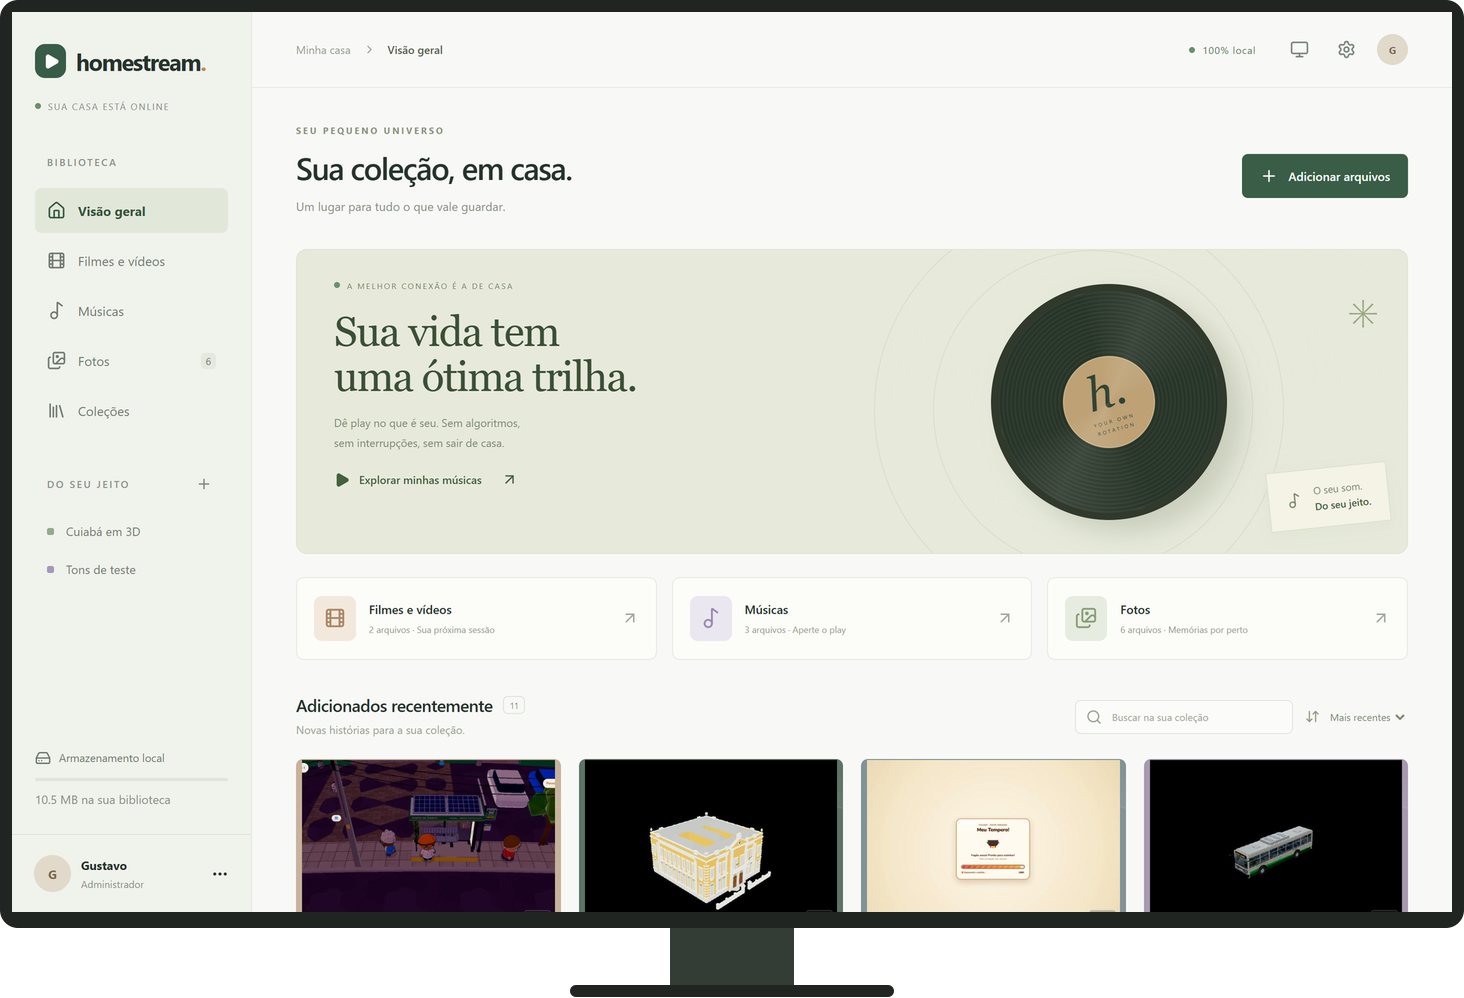 homestream.
SUA CASA ESTÁ ONLINE
BIBLIOTECA
Visão geral
Filmes e vídeos
Músicas
Fotos
6
Coleções
DO SEU JEITO
Cuiabá em 3D
Tons de teste
Armazenamento local
10.5 MB na sua biblioteca
G
Gustavo
Administrador
Minha casa
Visão geral
100% local
G
SEU PEQUENO UNIVERSO
Sua coleção, em casa.
Um lugar para tudo o que vale guardar.
Adicionar arquivos
A MELHOR CONEXÃO É A DE CASA
Sua vida tem
uma ótima trilha.
Dê play no que é seu. Sem algoritmos,
sem interrupções, sem sair de casa.
Explorar minhas músicas
h.
YOUR OWN
ROTATION
O seu som.
Do seu jeito.
Filmes e vídeos
2 arquivos · Sua próxima sessão
Músicas
3 arquivos · Aperte o play
Fotos
6 arquivos · Memórias por perto
Adicionados recentemente
11
Novas histórias para a sua coleção.
Buscar na sua coleção
Mais recentes
Meu Tempero!